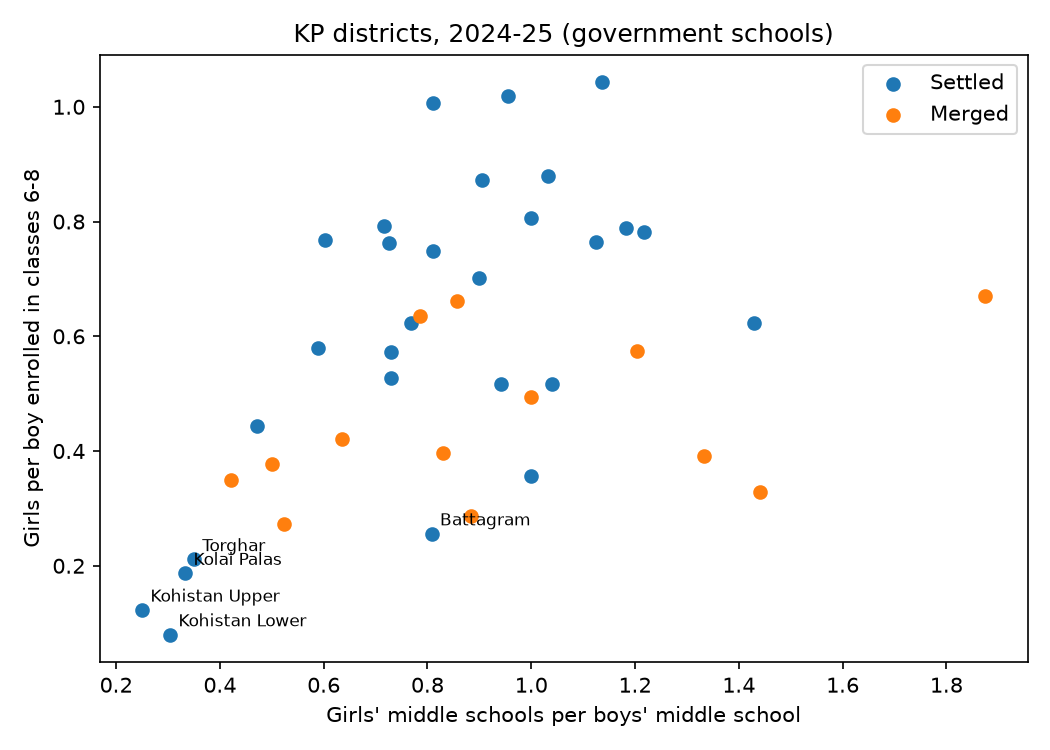 KP districts, 2024-25 (government schools)
Settled
Merged
Girls per boy enrolled in classes 6-8
1.0
0.8
0.6
0.4
0.2
Battagram
Torghar
Kolai Palas
Kohistan Upper
Kohistan Lower
0.2 0.4 0.6 0.8 1.0 1.2 1.4 1.6 1.8
Girls' middle schools per boys' middle school